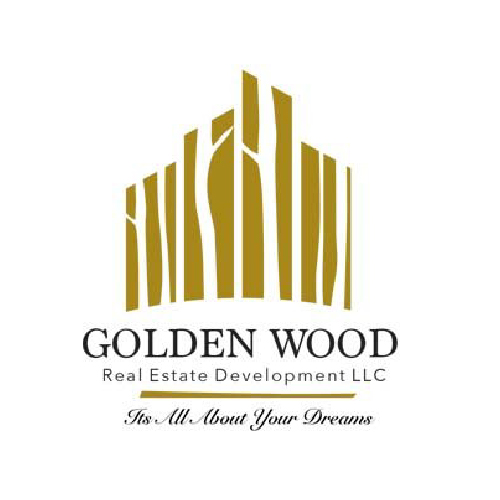 GOLDEN WOOD
Real Estate Development LLC
Its All About Your Dreams